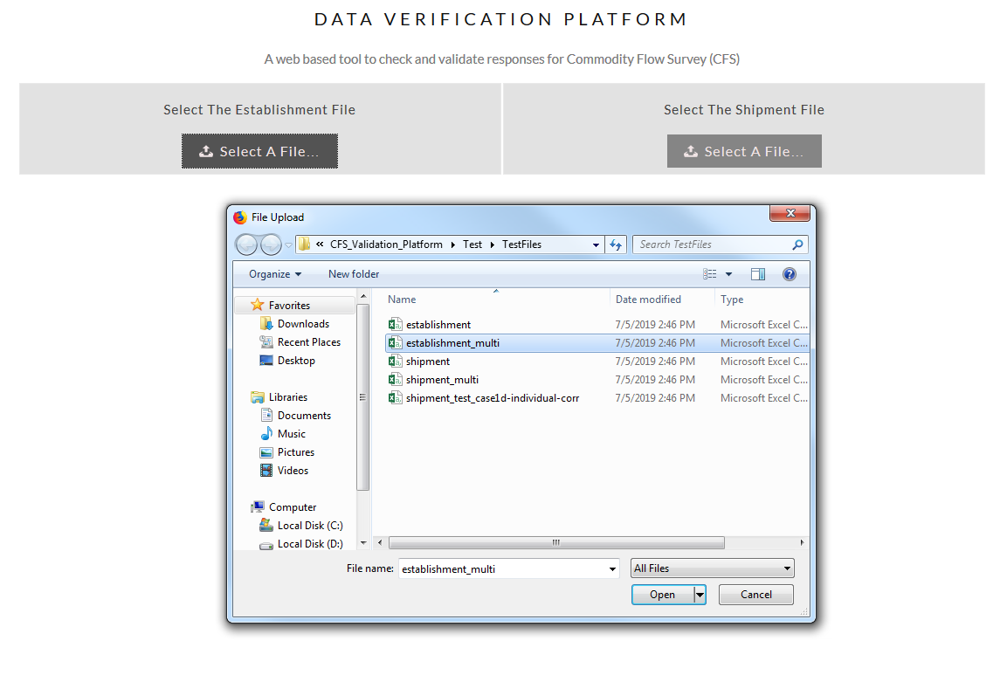 DATA VERIFICATION PLATFORM
A web based tool to check and validate responses for Commodity Flow Survey (CFS)
Select The Establishment File
Select The Shipment File
Select A File...
Select A File...
File Upload
« CFS_Validation_Platform Test TestFiles
Search TestFiles
Organize New folder
Name Date modified Type
Favorites
Downloads
Recent Places
Desktop
Libraries
Documents
Music
Pictures
Videos
Computer
Local Disk (C:)
Local Disk (D:)
establishment 7/5/2019 2:46 PM Microsoft Excel C...
establishment_multi 7/5/2019 2:46 PM Microsoft Excel C...
shipment 7/5/2019 2:46 PM Microsoft Excel C...
shipment_multi 7/5/2019 2:46 PM Microsoft Excel C...
shipment_test_case1d-individual-corr 7/5/2019 2:46 PM Microsoft Excel C...
File name: establishment_multi All Files
Open Cancel